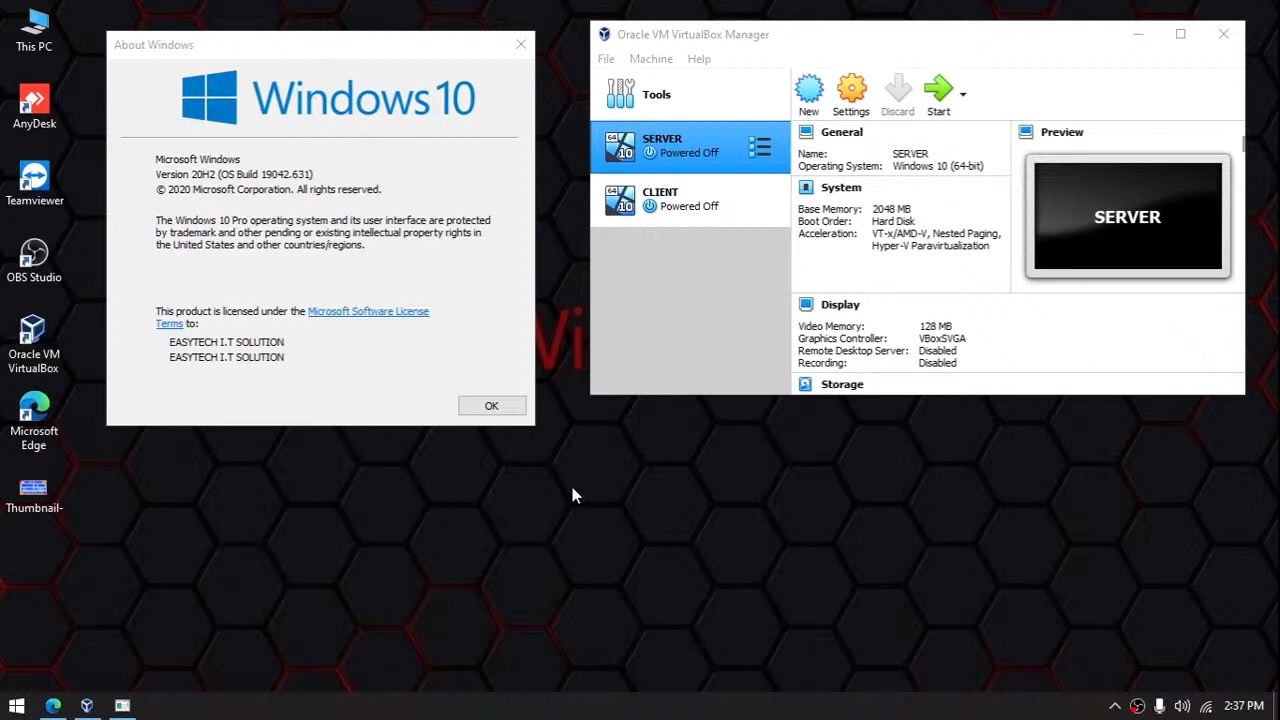 This PC
AnyDesk
Teamviewer
OBS Studio
Oracle VM
VirtualBox
Microsoft
Edge
Thumbnail-
About Windows
Windows 10
Microsoft Windows
Version 20H2 (OS Build 19042.631)
© 2020 Microsoft Corporation. All rights reserved.
The Windows 10 Pro operating system and its user interface are protected
by trademark and other pending or existing intellectual property rights in
the United States and other countries/regions.
This product is licensed under the Microsoft Software License
Terms to:
EASYTECH I.T SOLUTION
EASYTECH I.T SOLUTION
OK
Oracle VM VirtualBox Manager
File Machine Help
Tools
New Settings Discard Start
64
10
SERVER
Powered Off
64
10
CLIENT
Powered Off
General
Name: SERVER
Operating System: Windows 10 (64-bit)
System
Base Memory: 2048 MB
Boot Order: Hard Disk
Acceleration: VT-x/AMD-V, Nested Paging,
Hyper-V Paravirtualization
Preview
SERVER
Display
Video Memory: 128 MB
Graphics Controller: VBoxSVGA
Remote Desktop Server: Disabled
Recording: Disabled
Storage
Wi
2:37 PM